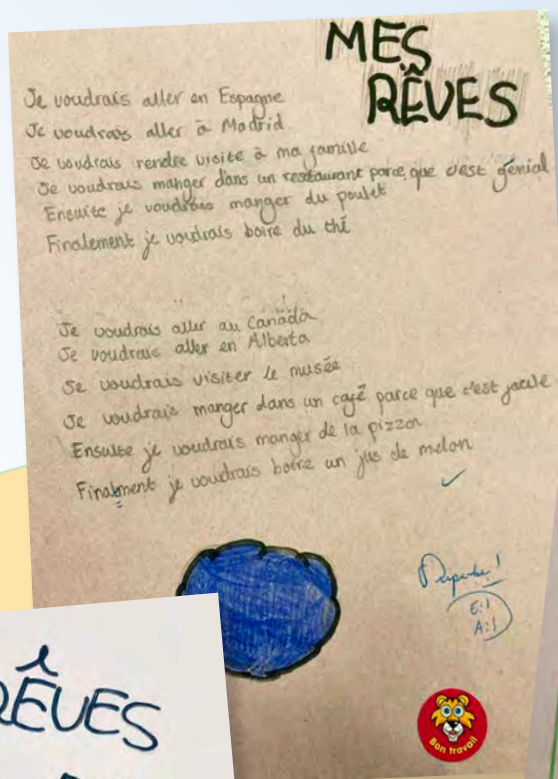 MES
RÊVES
Je voudrais aller en Espagne
Je voudrais aller à Madrid
Je voudrais rendre visite à ma famille
Je voudrais manger dans un restaurant parce que c'est génial
Ensuite je voudrais manger du poulet
Finalement je voudrais boire du thé
Je voudrais aller au Canada
Je voudrais aller en Alberta
Je voudrais visiter le musée
Je voudrais manger dans un café parce que c'est facile
Ensuite je voudrais manger de la pizza
Finalment je voudrais boire un jus de melon
Superbe!
E:1
A:1
Bon travail
RÊVES